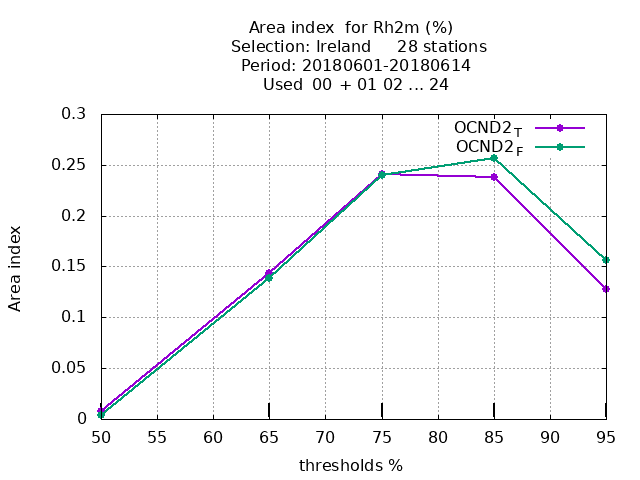 Area index for Rh2m (%)
Selection: Ireland 28 stations
Period: 20180601-20180614
Used 00 + 01 02 ... 24
0.3
0.25
0.2
0.15
0.1
0.05
0
Area index
OCND2T
OCND2F
50 55 60 65 70 75 80 85 90 95
thresholds %